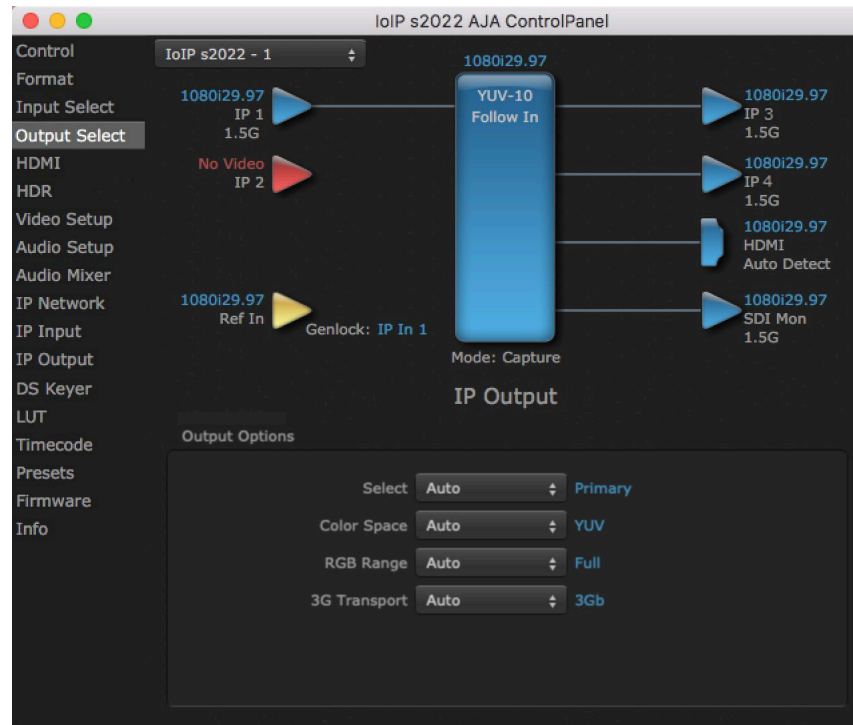 IoIP s2022 AJA ControlPanel
Control
Format
Input Select
Output Select
HDMI
HDR
Video Setup
Audio Setup
Audio Mixer
IP Network
IP Input
IP Output
DS Keyer
LUT
Timecode
Presets
Firmware
Info
IoIP s2022 - 1
1080i29.97
1080i29.97
IP 1
1.5G
No Video
IP 2
1080i29.97
Ref In
Genlock: IP In 1
YUV-10
Follow In
Mode: Capture
1080i29.97
IP 3
1.5G
1080i29.97
IP 4
1.5G
1080i29.97
HDMI
Auto Detect
1080i29.97
SDI Mon
1.5G
IP Output
Output Options
Select Auto Primary
Color Space Auto YUV
RGB Range Auto Full
3G Transport Auto 3Gb